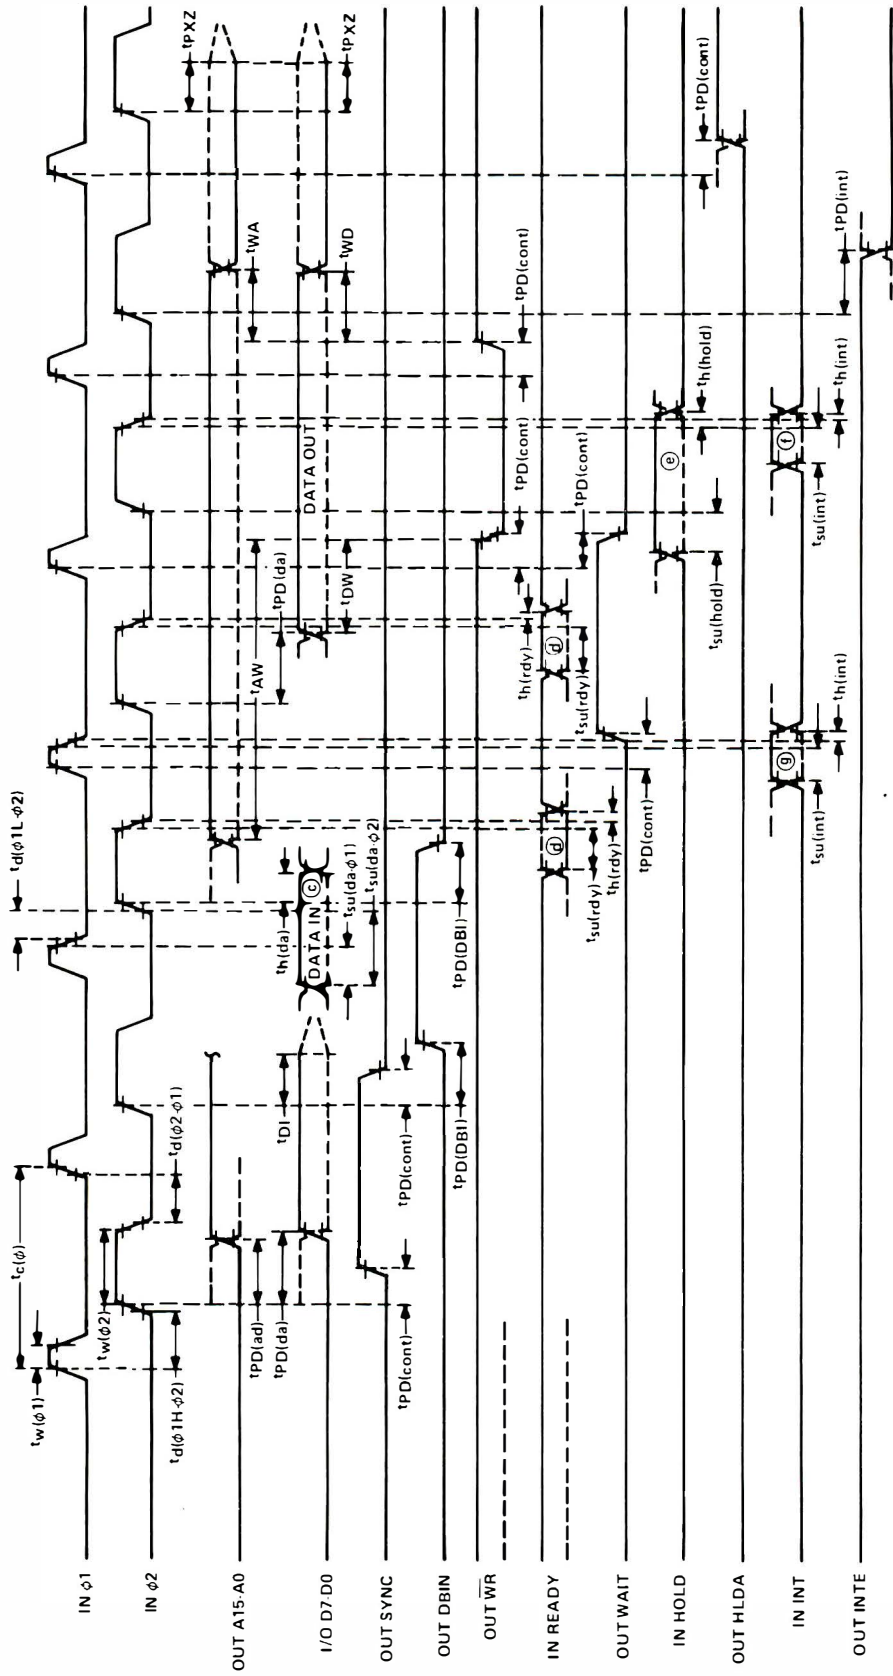 IN φ1
tw(φ1)
tc(φ)
td(φ1L-φ2)
IN φ2
td(φ1H-φ2)
tw(φ2)
td(φ2-φ1)
OUT A15-A0
tPD(ad)
tAW
tWA
tPXZ
I/O D7-D0
tPD(da)
tDI
th(da)
DATA IN
c
tsu(da-φ1)
tsu(da-φ2)
tPD(da)
tDW
DATA OUT
tWD
tPXZ
OUT SYNC
tPD(cont)
tPD(cont)
OUT DBIN
tPD(DBI)
tPD(DBI)
OUT WR
tPD(cont)
tPD(cont)
IN READY
d
tsu(rdy)
th(rdy)
d
tsu(rdy)
th(rdy)
OUT WAIT
tPD(cont)
tPD(cont)
IN HOLD
e
tsu(hold)
th(hold)
OUT HLDA
tPD(cont)
IN INT
g
tsu(int)
th(int)
f
tsu(int)
th(int)
OUT INTE
tPD(int)